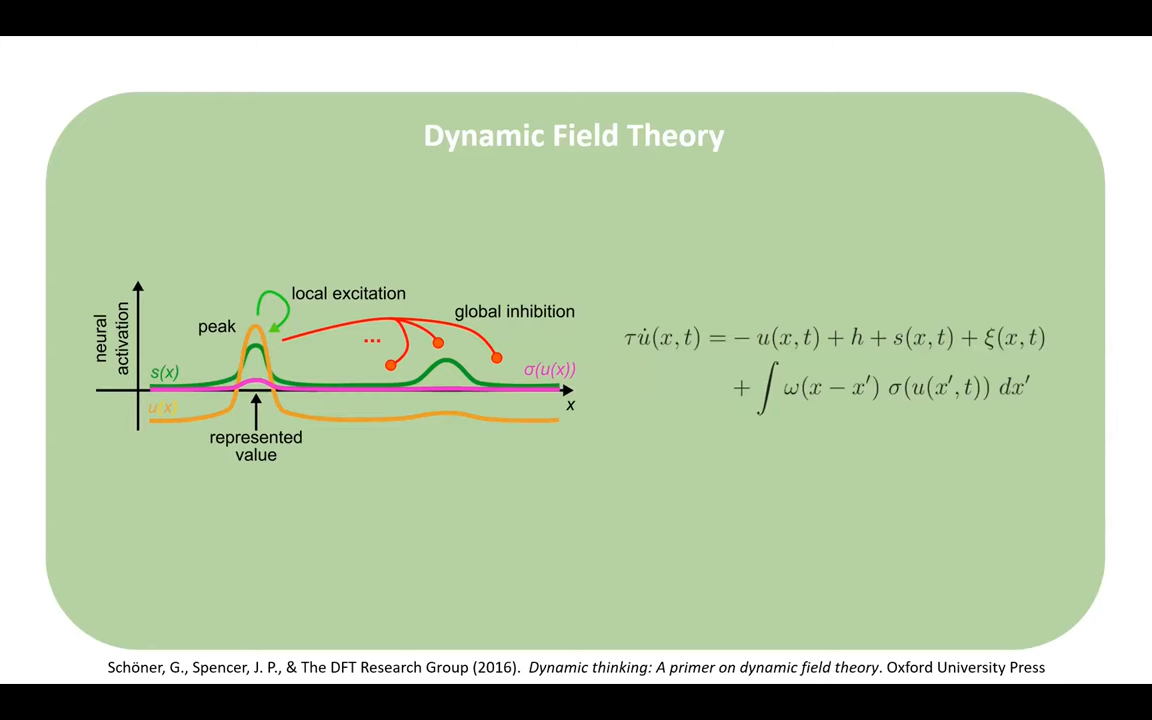 Dynamic Field Theory
neural
activation
peak
local excitation
global inhibition
...
s(x)
u(x)
σ(u(x))
x
represented
value
τu̇(x, t) = − u(x, t) + h + s(x, t) + ξ(x, t)
+ ∫ ω(x − x′) σ(u(x′, t)) dx′
Schöner, G., Spencer, J. P., & The DFT Research Group (2016). Dynamic thinking: A primer on dynamic field theory. Oxford University Press